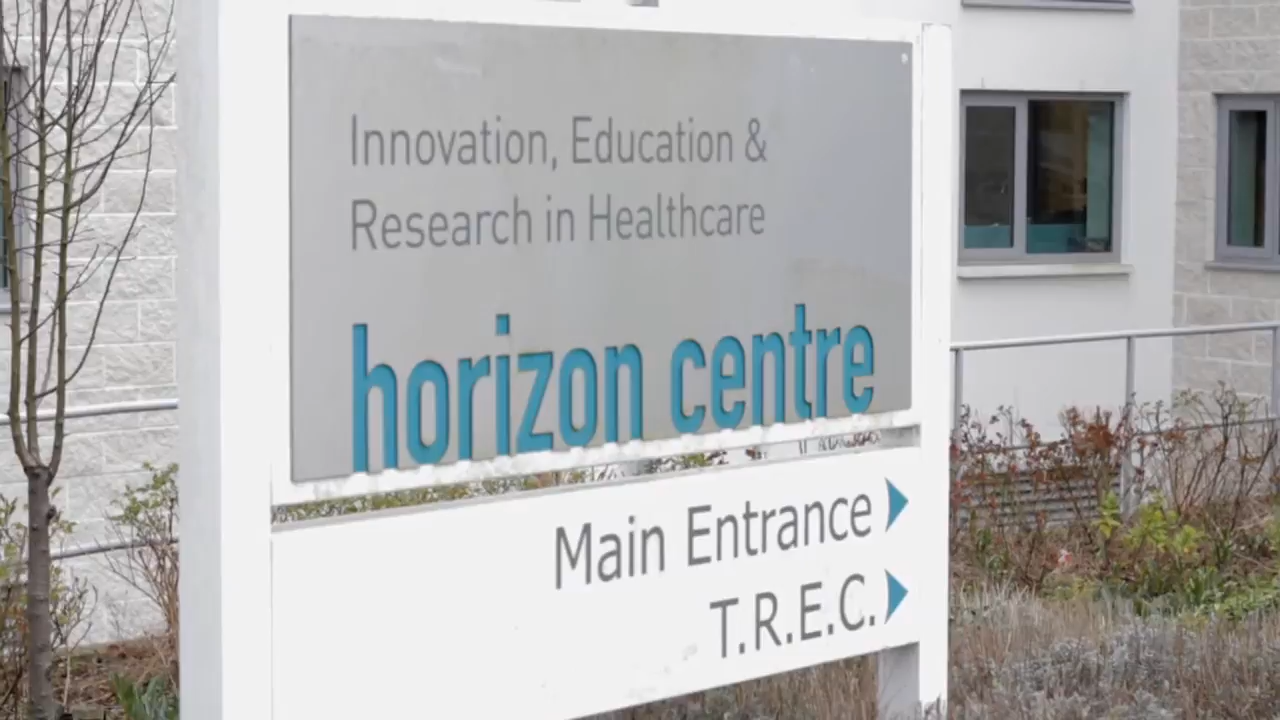 Innovation, Education &
Research in Healthcare
horizon centre
Main Entrance
T.R.E.C.